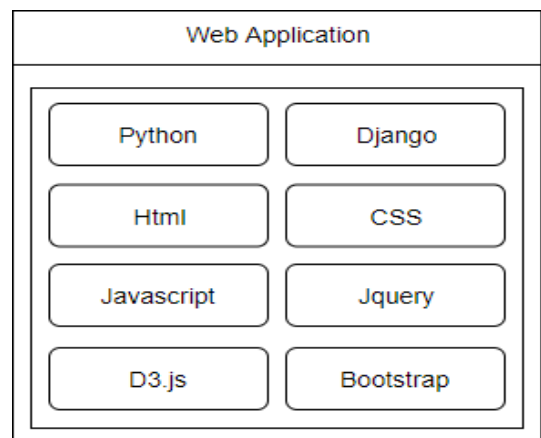 Web Application
Python
Django
Html
CSS
Javascript
Jquery
D3.js
Bootstrap